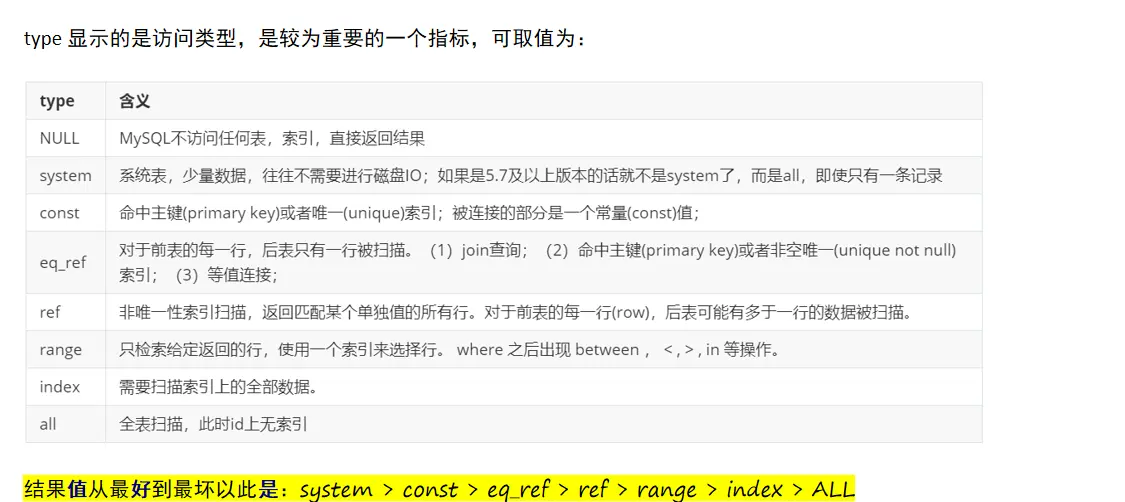 type 显示的是访问类型，是较为重要的一个指标，可取值为：
type 含义
NULL MySQL不访问任何表，索引，直接返回结果
system 系统表，少量数据，往往不需要进行磁盘IO；如果是5.7及以上版本的话就不是system了，而是all，即使只有一条记录
const 命中主键(primary key)或者唯一(unique)索引；被连接的部分是一个常量(const)值；
eq_ref 对于前表的每一行，后表只有一行被扫描。（1）join查询；（2）命中主键(primary key)或者非空唯一(unique not null)
索引；（3）等值连接；
ref 非唯一性索引扫描，返回匹配某个单独值的所有行。对于前表的每一行(row)，后表可能有多于一行的数据被扫描。
range 只检索给定返回的行，使用一个索引来选择行。 where 之后出现 between ， < , > , in 等操作。
index 需要扫描索引上的全部数据。
all 全表扫描，此时id上无索引
结果值从最好到最坏以此是：system > const > eq_ref > ref > range > index > ALL